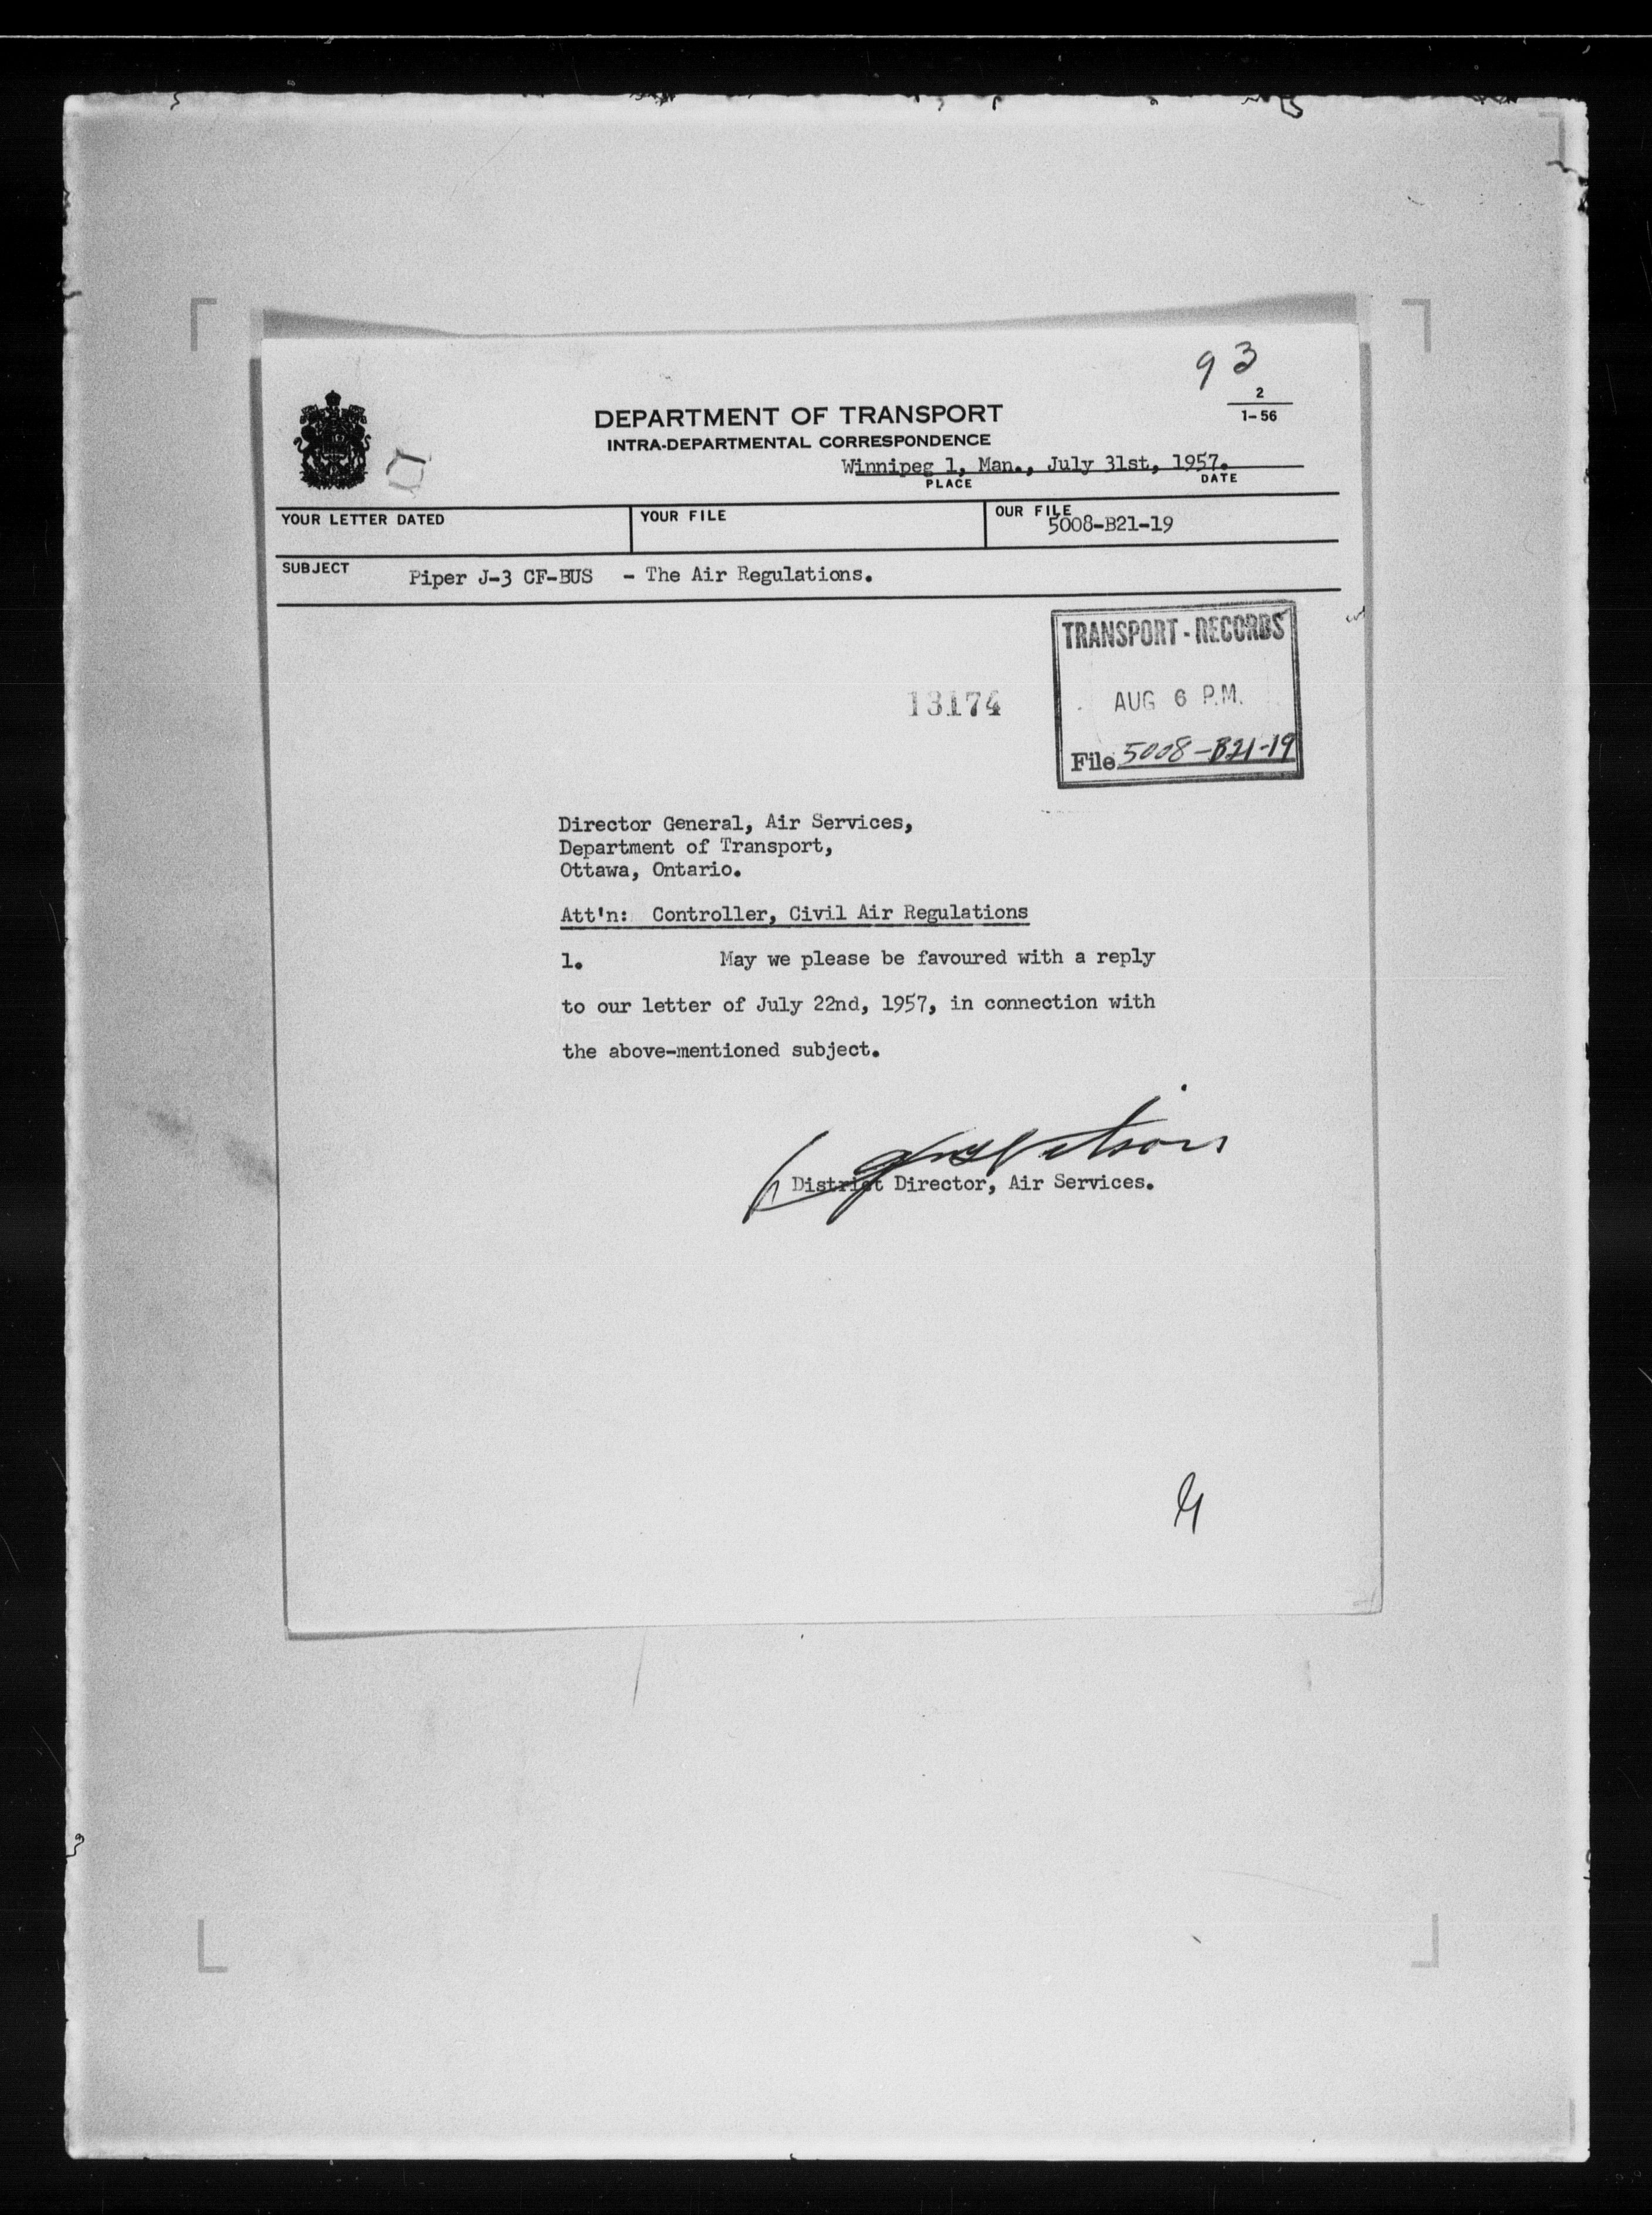 93
2
1-56
DEPARTMENT OF TRANSPORT
INTRA-DEPARTMENTAL CORRESPONDENCE
Winnipeg 1, Man., July 31st, 1957.
PLACE DATE
YOUR LETTER DATED YOUR FILE OUR FILE
5008-B21-19
SUBJECT Piper J-3 CF-BUS - The Air Regulations.
TRANSPORT - RECORDS
13174 AUG 6 P.M.
File 5008-B21-19
Director General, Air Services,
Department of Transport,
Ottawa, Ontario.
Att'n: Controller, Civil Air Regulations
1. May we please be favoured with a reply
to our letter of July 22nd, 1957, in connection with
the above-mentioned subject.
District Director, Air Services.